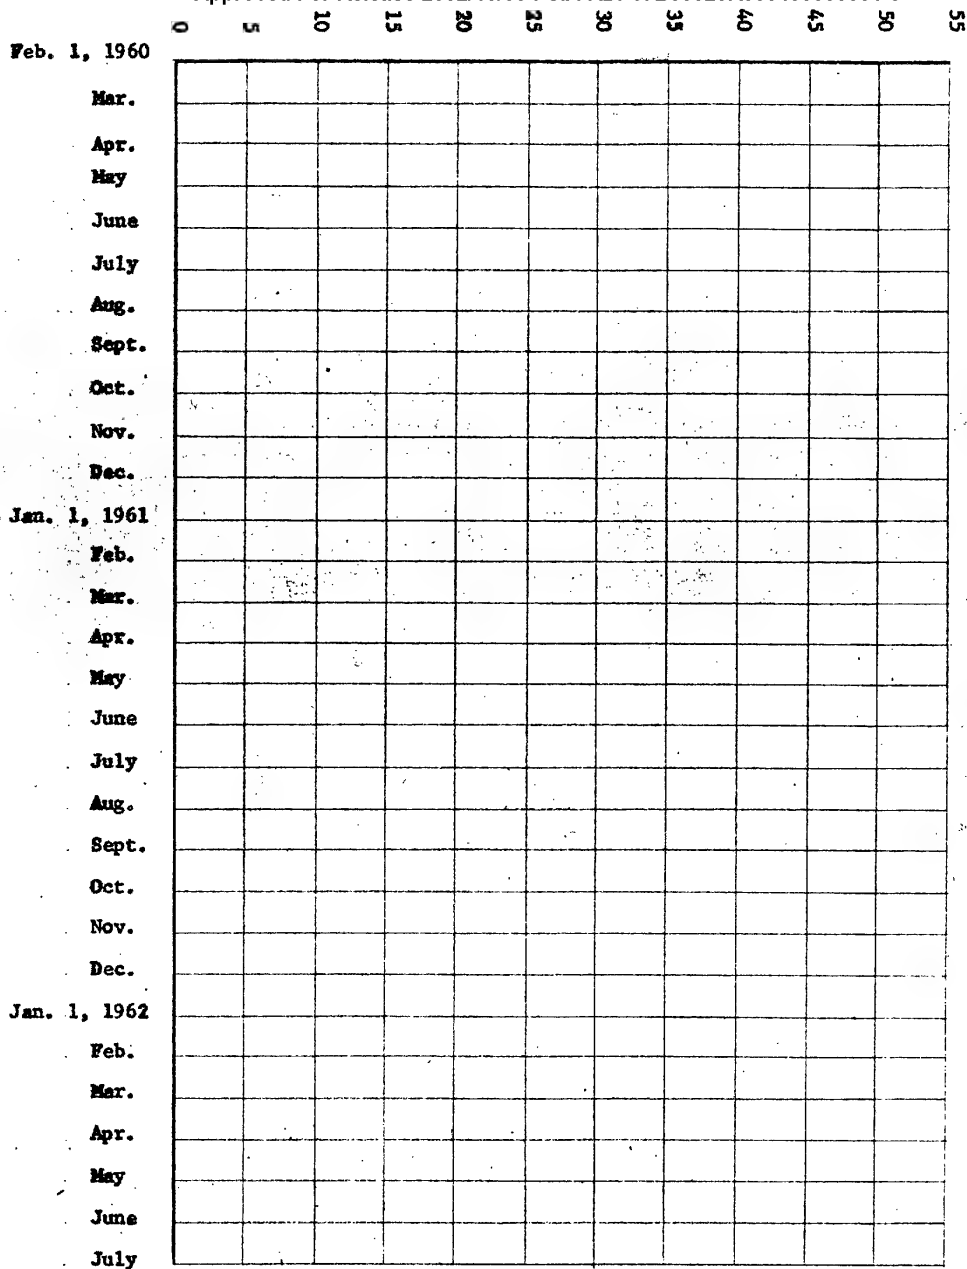 0 5 10 15 20 25 30 35 40 45 50 55
Feb. 1, 1960
Mar.
Apr.
May
June
July
Aug.
Sept.
Oct.
Nov.
Dec.
Jan. 1, 1961
Feb.
Mar.
Apr.
May
June
July
Aug.
Sept.
Oct.
Nov.
Dec.
Jan. 1, 1962
Feb.
Mar.
Apr.
May
June
July